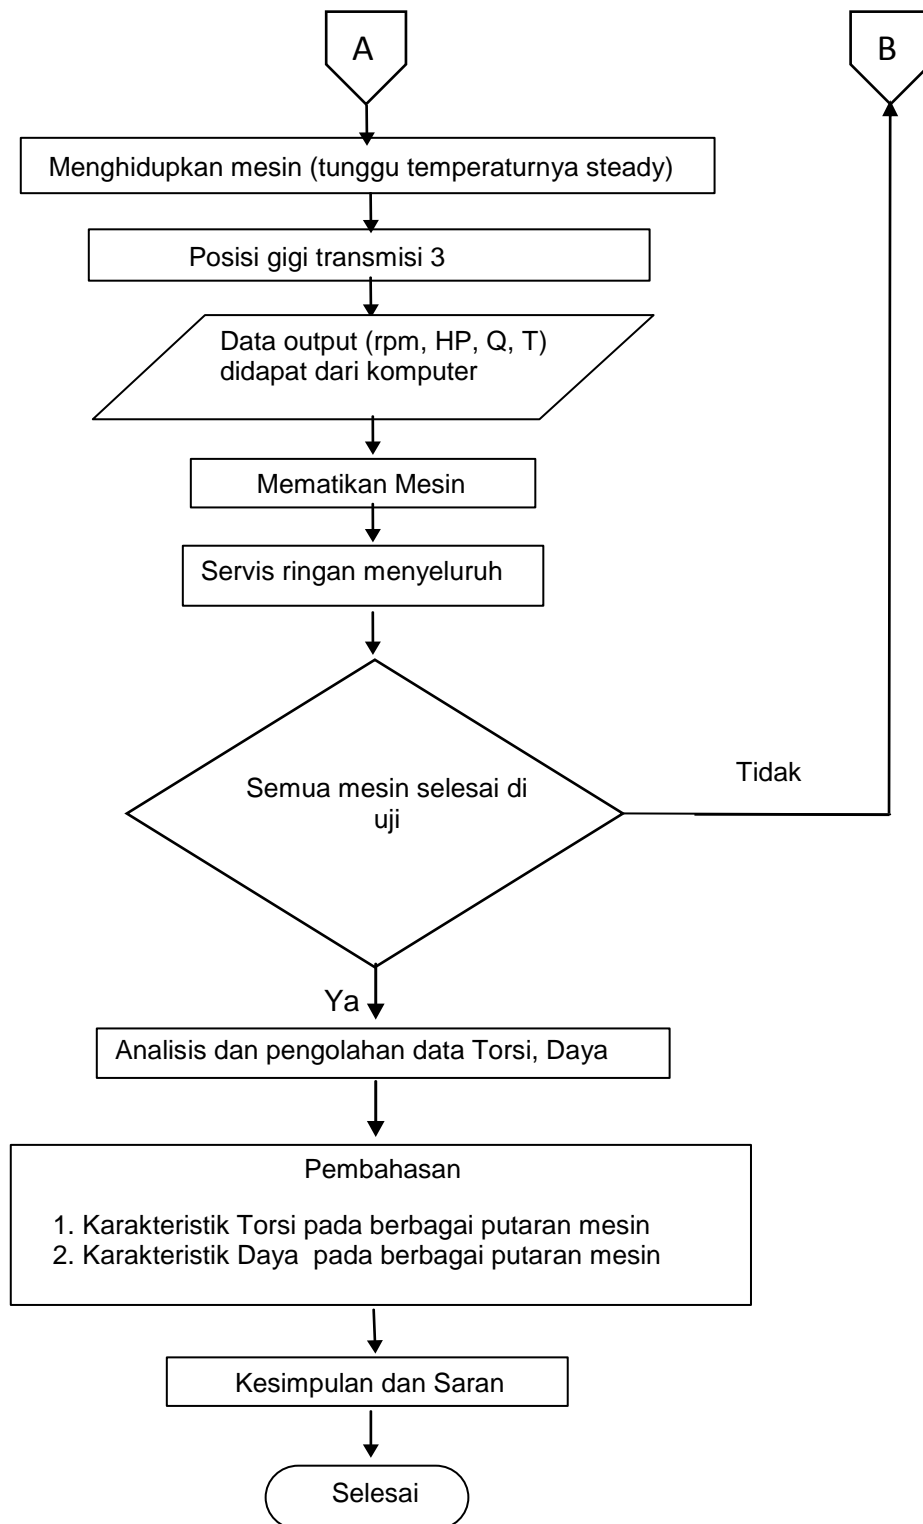 A
B
Menghidupkan mesin (tunggu temperaturnya steady)
Posisi gigi transmisi 3
Data output (rpm, HP, Q, T)
didapat dari komputer
Mematikan Mesin
Servis ringan menyeluruh
Semua mesin selesai di
uji
Tidak
Ya
Analisis dan pengolahan data Torsi, Daya
Pembahasan
1. Karakteristik Torsi pada berbagai putaran mesin
2. Karakteristik Daya  pada berbagai putaran mesin
Kesimpulan dan Saran
Selesai